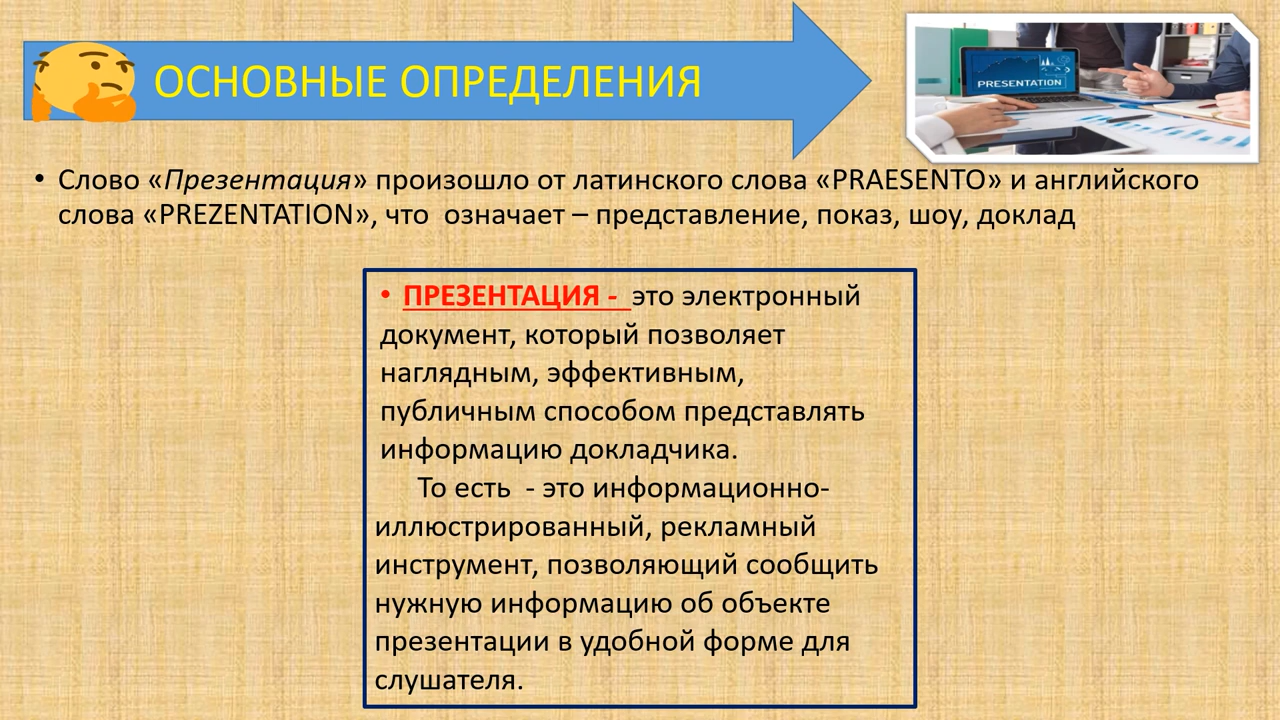 ОСНОВНЫЕ ОПРЕДЕЛЕНИЯ
PRESENTATION
• Слово «Презентация» произошло от латинского слова «PRAESENTO» и английского
слова «PREZENTATION», что  означает – представление, показ, шоу, доклад
• ПРЕЗЕНТАЦИЯ -  это электронный
документ, который позволяет
наглядным, эффективным,
публичным способом представлять
информацию докладчика.
То есть  - это информационно-
иллюстрированный, рекламный
инструмент, позволяющий сообщить
нужную информацию об объекте
презентации в удобной форме для
слушателя.